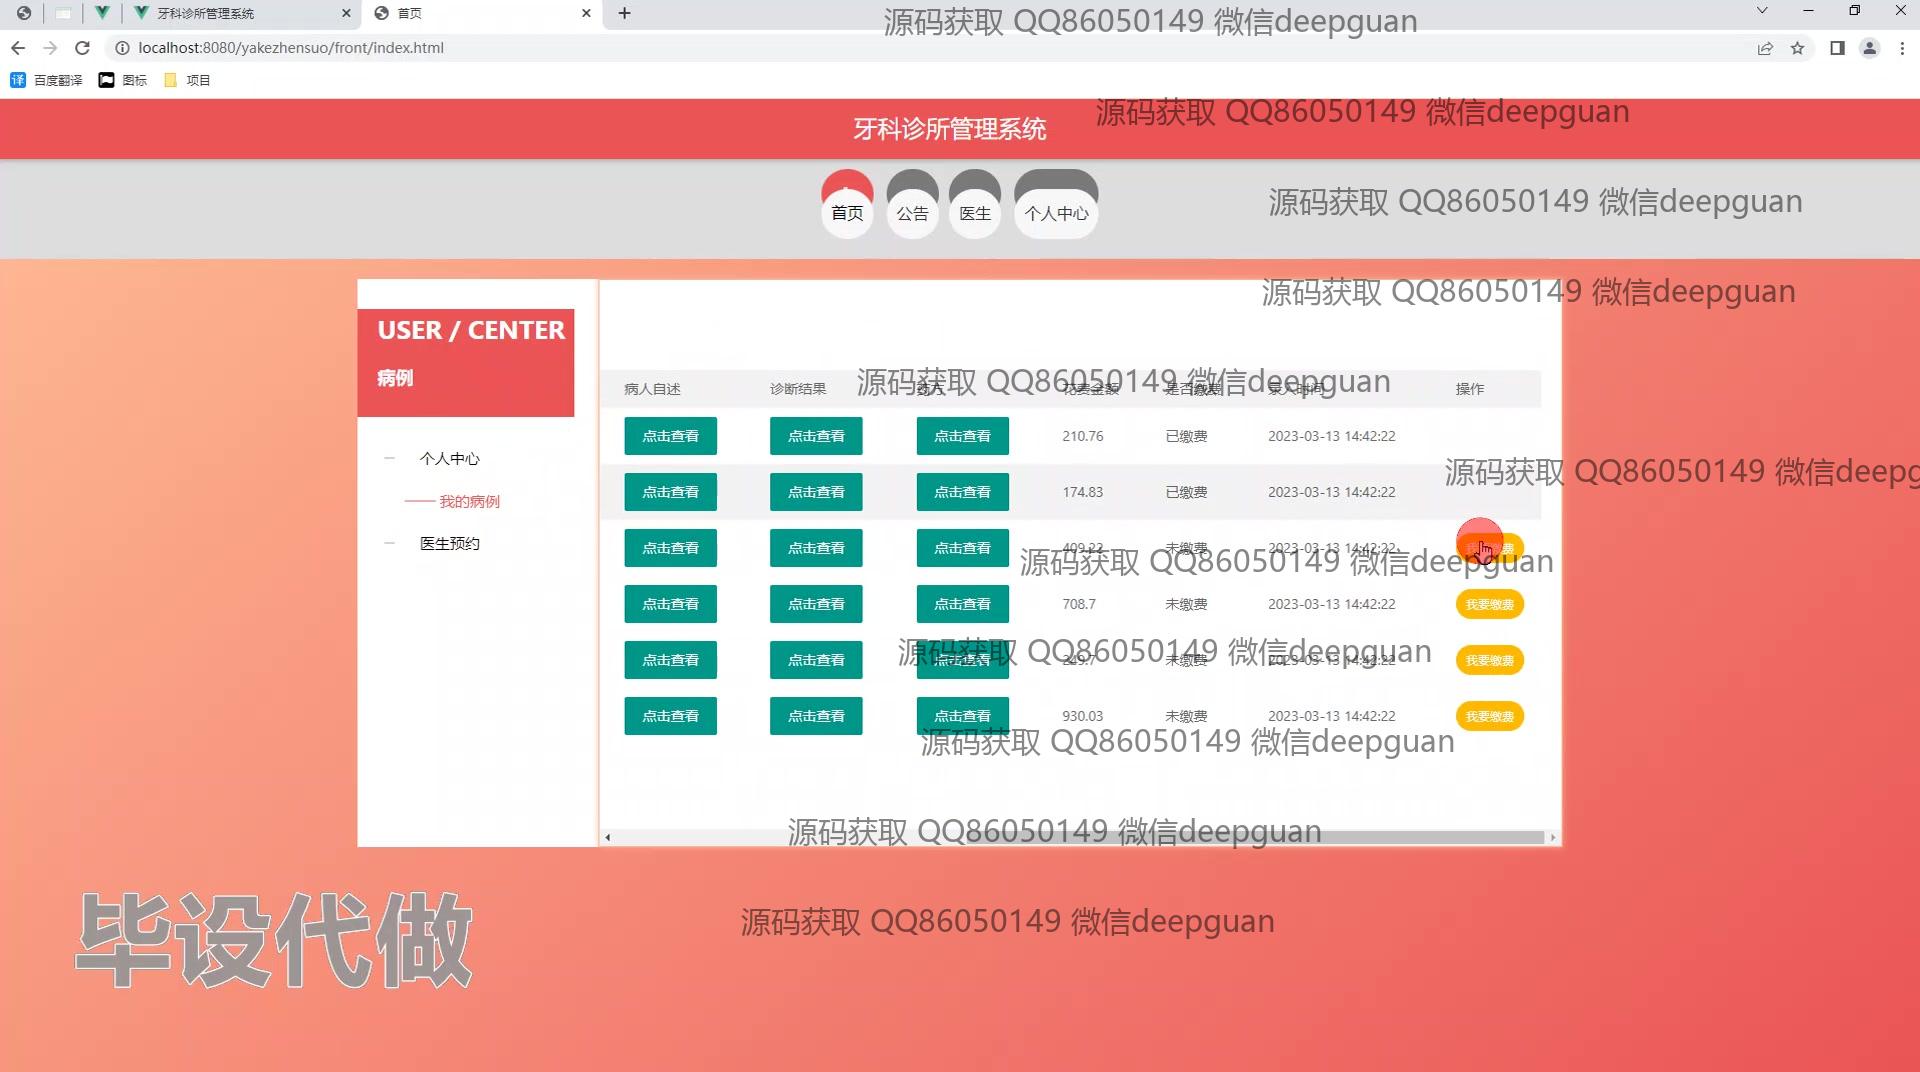 牙科诊所管理系统
首页
源码获取 QQ86050149 微信deepguan
localhost:8080/yakezhensuo/front/index.html
百度翻译 图标 项目
牙科诊所管理系统
源码获取 QQ86050149 微信deepguan
首页 公告 医生 个人中心
源码获取 QQ86050149 微信deepguan
源码获取 QQ86050149 微信deepguan
USER / CENTER
病例
个人中心
我的病例
医生预约
病人自述 诊断结果 药方 花费金额 是否缴费 录入时间 操作
源码获取 QQ86050149 微信deepguan
点击查看 点击查看 点击查看 210.76 已缴费 2023-03-13 14:42:22
源码获取 QQ86050149 微信deepg
点击查看 点击查看 点击查看 174.83 已缴费 2023-03-13 14:42:22
点击查看 点击查看 点击查看 409.22 未缴费 2023-03-13 14:42:22
源码获取 QQ86050149 微信deepguan
点击查看 点击查看 点击查看 708.7 未缴费 2023-03-13 14:42:22 我要缴费
点击查看 点击查看 点击查看 249.7 未缴费 2023-03-13 14:42:22 我要缴费
源码获取 QQ86050149 微信deepguan
点击查看 点击查看 点击查看 930.03 未缴费 2023-03-13 14:42:22 我要缴费
源码获取 QQ86050149 微信deepguan
源码获取 QQ86050149 微信deepguan
源码获取 QQ86050149 微信deepguan
毕设代做